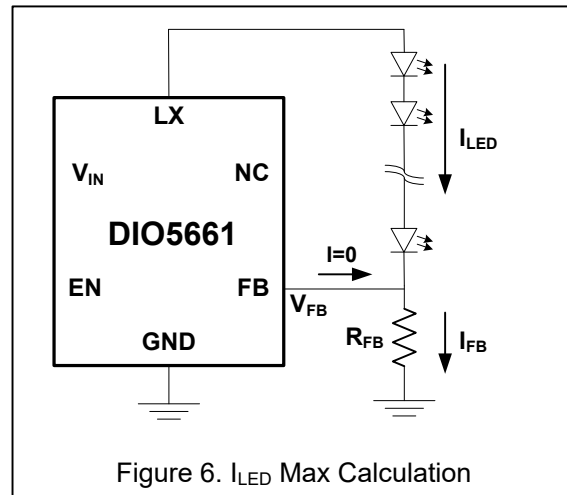 LX
I_LED
V_IN NC
DIO5661
I=0
EN FB
V_FB
GND
R_FB I_FB
Figure 6. I_LED Max Calculation